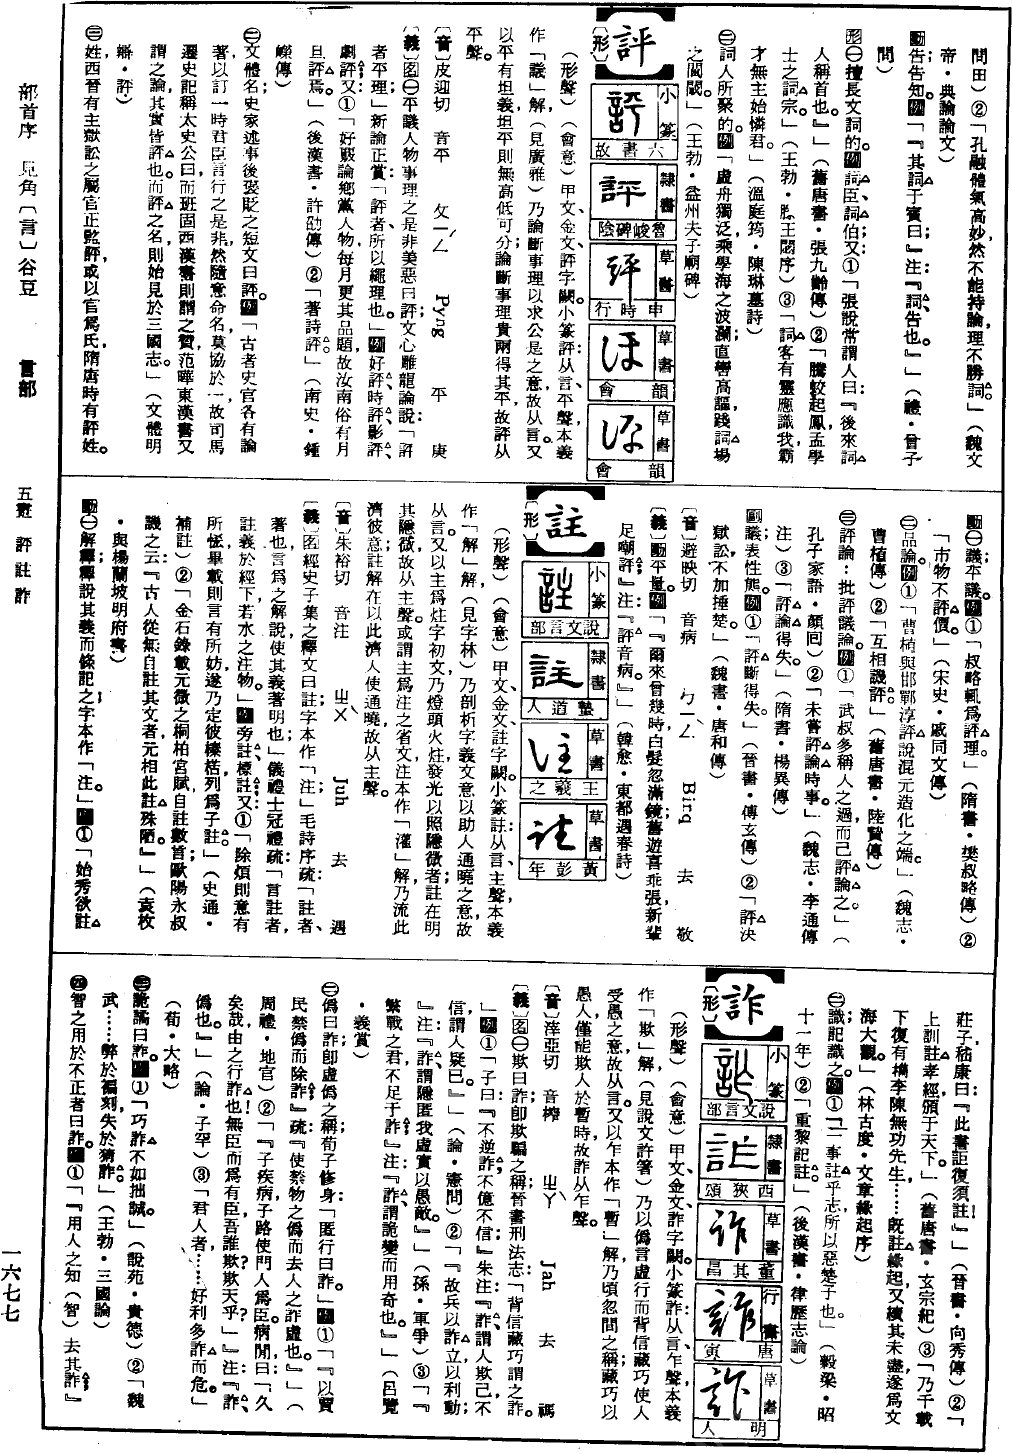 問田)②「孔融體氣高妙然不能持論理不勝詞。」(魏文
帝・典論論文)
動告告知。例「『其詞于賓曰』『注:『詞告也。』」(禮・曾子
問)
形㊀擅長文詞的。例詞臣詞伯又①「張說常謂人曰:『後來詞
人稱首也。』」(舊唐書・張九齡傳)②「騰蛟起鳳孟學
士之詞宗」(王勃・滕王閣序)③「詞客有靈應識我霸
才無主始憐君。」(溫庭筠・陳琳墓詩)
㊁詞人所聚的。例「虛舟獨泛乘學海之波瀾直轡高驅踐詞場
之閫閾。」(王勃・益州夫子廟碑)
評
小篆 六書故
隸書 魯峻碑陰
草書 申時行
草書 韻會
草書 韻會
〔形〕(形聲)(會意)甲文、金文評字闕。小篆評从言、平聲,本義
作「議」解(見廣雅)乃論斷事理以求公是之意,故从言。又
以平有坦義,坦平則無高低可分;論斷事理貴兩得其平,故評从
平聲。
〔音〕皮迎切 音平 ㄆㄧㄥˊ Pyng 平 庚
〔義〕名㊀平議人物事理之是非美惡曰評;文心雕龍論說:「評
者平理」新論正賞「評者所以繩理也。」例好評、時評、影評、
劇評;又①「好覈論鄉黨人物每月更其品題故汝南俗有月
旦評焉。」(後漢書・許劭傳)②「著詩評。」(南史・鍾
嶸傳)
㊁文體名史家述事後褒貶之短文曰評。例「古者史官各有論
著以訂一時君臣言行之是非然隨意命名莫協於一故司馬
遷史記稱太史公曰而班固西漢書則謂之贊范曄東漢書又
謂之論其實皆評也。而評之名則始見於三國志。」(文體明
辯・評)
㊂姓西晉有主獄訟之屬官正監評或以官爲氏隋唐時有評姓。
動㊀議平議。例①「叔略輒爲評理。」(隋書・樊叔略傳)②
「市物不評價。」(宋史・戚同文傳)
㊁品論。例①「曹植與邯鄲淳評說混元造化之端。」(魏志・
曹植傳)②「互相譏評。」(舊唐書・陸贄傳)
㊂評論:批評議論。例①「武叔多稱人之過而己評論之」(
孔子家語・顏回)②「未嘗評論時事。」(魏志・李通傳
注)③「評論得失。」(隋書・楊异傳)
副議表性態。例①「評斷得失。」(晉書・傅玄傳)②「評決
獄訟不加捶楚。」(魏書・唐和傳)
〔音〕避映切 音病 ㄅㄧㄥˋ Birq 去 敬
〔義〕動平量。例「『爾來曾幾時白髮忽滿鏡舊遊喜乖張新輩
足嘲評』注:『評音病。』」(韓愈・東都遇春詩)
註
小篆 說文言部
隸書 墊道人
草書 王羲之
草書 黃彭年
〔形〕(形聲)(會意)甲文、金文註字闕。小篆註从言、主聲,本義
作「解」解(見字林)乃剖析字義文意以助人通曉之意故
从言。又以主爲炷字初文乃燈頭火炷發光以照隱微者註在明
其隱微故从主聲。或謂主爲注之省文注本作「灌」解乃流此
濟彼意註解在以此濟人使通曉故从主聲。
〔音〕朱裕切 音注 ㄓㄨˋ Juh 去 遇
〔義〕名經史子集之釋文曰註字本作「注」毛詩序疏「註者、
著也言爲之解說使其義著明也」儀禮士冠禮疏:「言註者
註義於經下若水之注物。」例旁註、標註;又①「除煩則意有
所恡畢載則言有所妨遂乃定彼榛楛列爲子註。」(史通・
補註)②「金石錄載元微之桐柏宮賦自註數首歐陽永叔
譏之云:『古人從無自註其文者元相此註殊陋』」(袁枚
・與楊蘭坡明府書)
動㊀解釋釋說其義而條記之字本作「注。」例①「始秀欲註
莊子嵇康曰:『此書詎復須註!』」(晉書・向秀傳)②「
上訓註孝經頒于天下。」(舊唐書・玄宗紀)③「乃千載
下復有構李陳無功先生……旣註緣起又續其未盡遂爲文
海大觀。」(林古度・文章緣起序)
㊁識記識之。例①「一事註乎志所以惡楚子也」(穀梁・昭
十一年)②「重黎記註。」(後漢書・律歷志論)
詐
小篆 說文言部
隸書 西狹頌
草書 董其昌
行書 唐寅
草書 明人
〔形〕(形聲)(會意)甲文、金文詐字闕。小篆詐从言、乍聲,本義
作「欺」解(見說文許箸)乃以僞言虛行而背信藏巧使人
受愚之意故从言。又以乍本作「暫」解乃頃忽間之稱藏巧以
愚人僅能欺人於暫時故詐从乍聲。
〔音〕滓亞切 音榨 ㄓㄚˋ Jah 去 禡
〔義〕名㊀欺曰詐卽欺騙之稱晉書刑法志「背信藏巧謂之詐。
」例①「子曰:『不逆詐不億不信』朱注:『詐謂人欺己不
信謂人疑己。』」(論・憲問)②「『故兵以詐立以利動』
『注:『詐謂隱匿我虛實以愚敵。』」(孫・軍爭)③「『
繁戰之君不足于詐』注:『詐謂詭變而用奇也。』」(呂覽
・義賞)
㊁僞曰詐卽虛僞之稱荀子修身:「匿行曰詐。」例①「『以賈
民禁僞而除詐』疏:『使禁物之僞而去人之詐虛也。』」(
周禮・地官)②「『子疾病子路使門人爲臣病閒曰:『久
矣哉由之行詐也!無臣而爲有臣吾誰欺?欺天乎?』注:『詐、
僞也。』」(論・子罕)③「君人者……好利多詐而危。」
(荀・大略)
㊂詭譎曰詐。例①「巧詐不如拙誠。」(說苑・貴德)②「魏
武……弊於褊刻失於猜詐。」(王勃・三國論)
㊃智之用於不正者曰詐。例①「『用人之知(智)去其詐』
部首序 見角〔言〕谷豆 言部 五畫 評註詐 一六七七